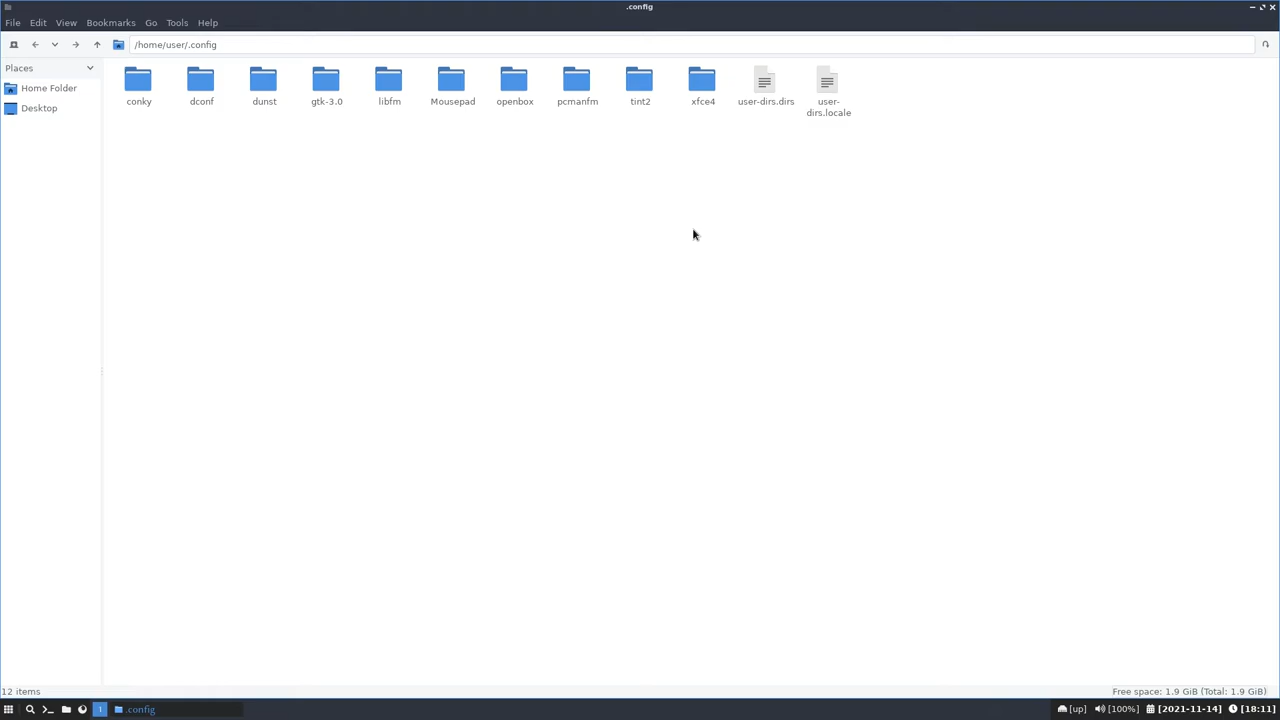 .config
File Edit View Bookmarks Go Tools Help
/home/user/.config
Places
Home Folder
Desktop
conky dconf dunst gtk-3.0 libfm Mousepad openbox pcmanfm tint2 xfce4 user-dirs.dirs user-
dirs.locale
12 items Free space: 1.9 GiB (Total: 1.9 GiB)
1 .config [up] [100%] [2021-11-14] [18:11]